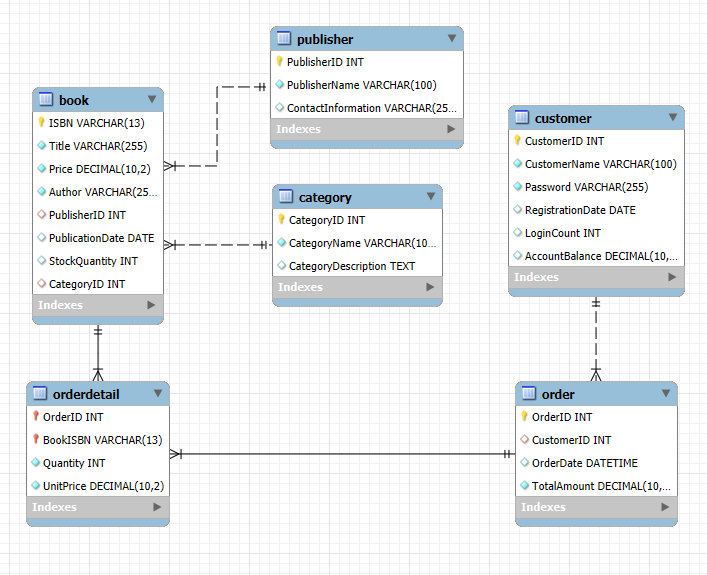 publisher
PublisherID INT
PublisherName VARCHAR(100)
ContactInformation VARCHAR(25...
Indexes
book
ISBN VARCHAR(13)
Title VARCHAR(255)
Price DECIMAL(10,2)
Author VARCHAR(25...
PublisherID INT
PublicationDate DATE
StockQuantity INT
CategoryID INT
Indexes
category
CategoryID INT
CategoryName VARCHAR(10...
CategoryDescription TEXT
Indexes
customer
CustomerID INT
CustomerName VARCHAR(100)
Password VARCHAR(255)
RegistrationDate DATE
LoginCount INT
AccountBalance DECIMAL(10,...
Indexes
orderdetail
OrderID INT
BookISBN VARCHAR(13)
Quantity INT
UnitPrice DECIMAL(10,2)
Indexes
order
OrderID INT
CustomerID INT
OrderDate DATETIME
TotalAmount DECIMAL(10,...
Indexes